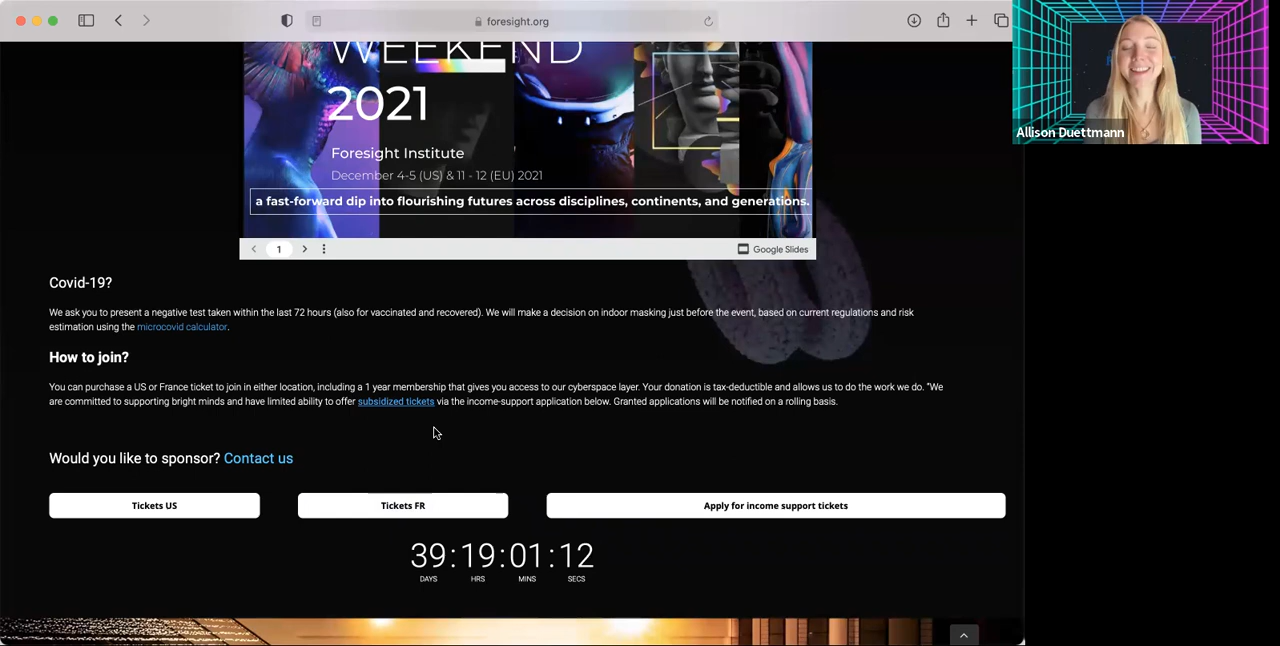 foresight.org
WEEKEND
2021
Foresight Institute
December 4-5 (US) & 11 - 12 (EU) 2021
a fast-forward dip into flourishing futures across disciplines, continents, and generations.
1
Google Slides
Allison Duettmann
Covid-19?
We ask you to present a negative test taken within the last 72 hours (also for vaccinated and recovered). We will make a decision on indoor masking just before the event, based on current regulations and risk
estimation using the microcovid calculator.
How to join?
You can purchase a US or France ticket to join in either location, including a 1 year membership that gives you access to our cyberspace layer. Your donation is tax-deductible and allows us to do the work we do. "We
are committed to supporting bright minds and have limited ability to offer subsidized tickets via the income-support application below. Granted applications will be notified on a rolling basis.
Would you like to sponsor? Contact us
Tickets US
Tickets FR
Apply for income support tickets
39:19:01:12
DAYS HRS MINS SECS